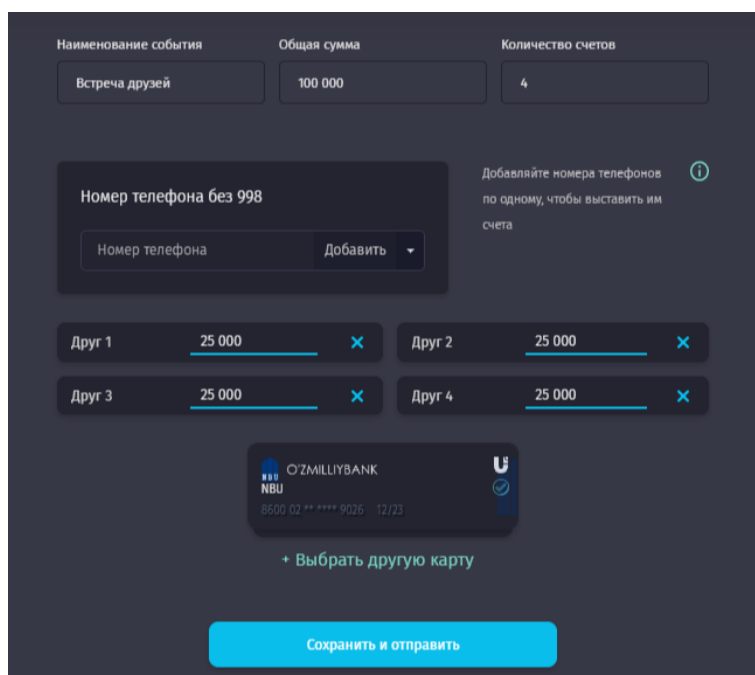 Наименование события
Общая сумма
Количество счетов
Встреча друзей
100 000
4
Номер телефона без 998
Номер телефона
Добавить
Добавляйте номера телефонов
по одному, чтобы выставить им
счета
Друг 1
25 000
Друг 2
25 000
Друг 3
25 000
Друг 4
25 000
NBU
O'ZMILLIYBANK
NBU
8600 02 ** **** 9026 12/23
+ Выбрать другую карту
Сохранить и отправить